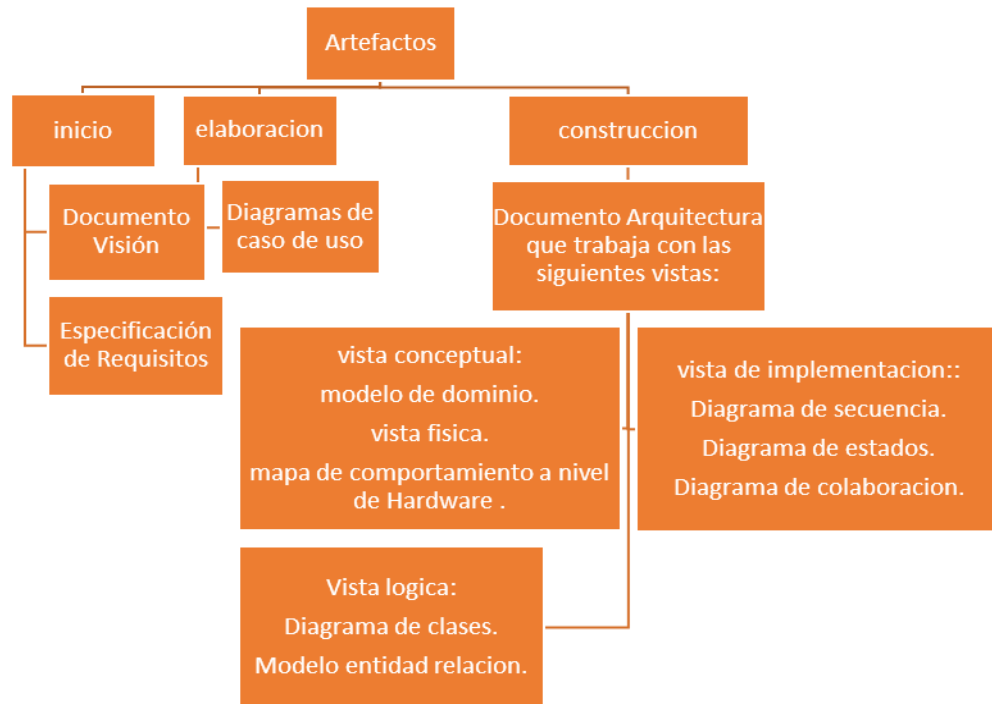 Artefactos
inicio
elaboracion
construccion
Documento
Visión
Diagramas de
caso de uso
Documento Arquitectura
que trabaja con las
siguientes vistas:
Especificación
de Requisitos
vista conceptual:
modelo de dominio.
vista fisica.
mapa de comportamiento a nivel
de Hardware .
vista de implementacion::
Diagrama de secuencia.
Diagrama de estados.
Diagrama de colaboracion.
Vista logica:
Diagrama de clases.
Modelo entidad relacion.